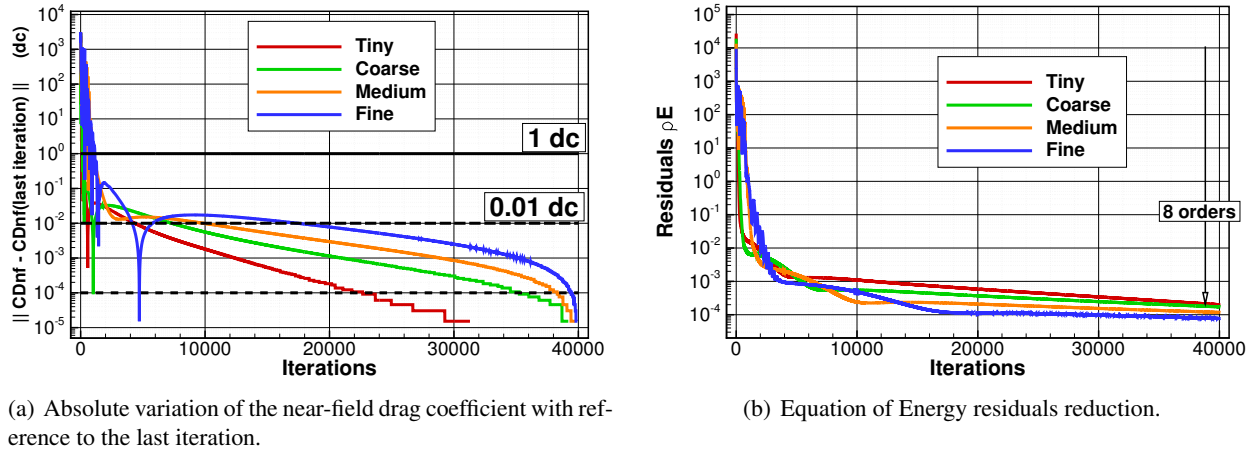 || CDnf - CDnf(last iteration) || (dc)
10^4
10^3
10^2
10^1
10^0
10^-1
10^-2
10^-3
10^-4
10^-5
Tiny
Coarse
Medium
Fine
1 dc
0.01 dc
0 10000 20000 30000 40000
Iterations
(a) Absolute variation of the near-field drag coefficient with ref-
erence to the last iteration.
Residuals ρE
10^5
10^4
10^3
10^2
10^1
10^0
10^-1
10^-2
10^-3
10^-4
Tiny
Coarse
Medium
Fine
8 orders
0 10000 20000 30000 40000
Iterations
(b) Equation of Energy residuals reduction.